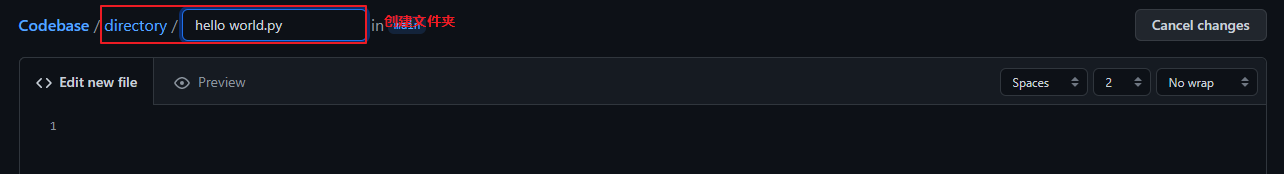 Codebase / directory / hello world.py in main 创建文件夹 Cancel changes
<> Edit new file Preview Spaces 2 No wrap
1